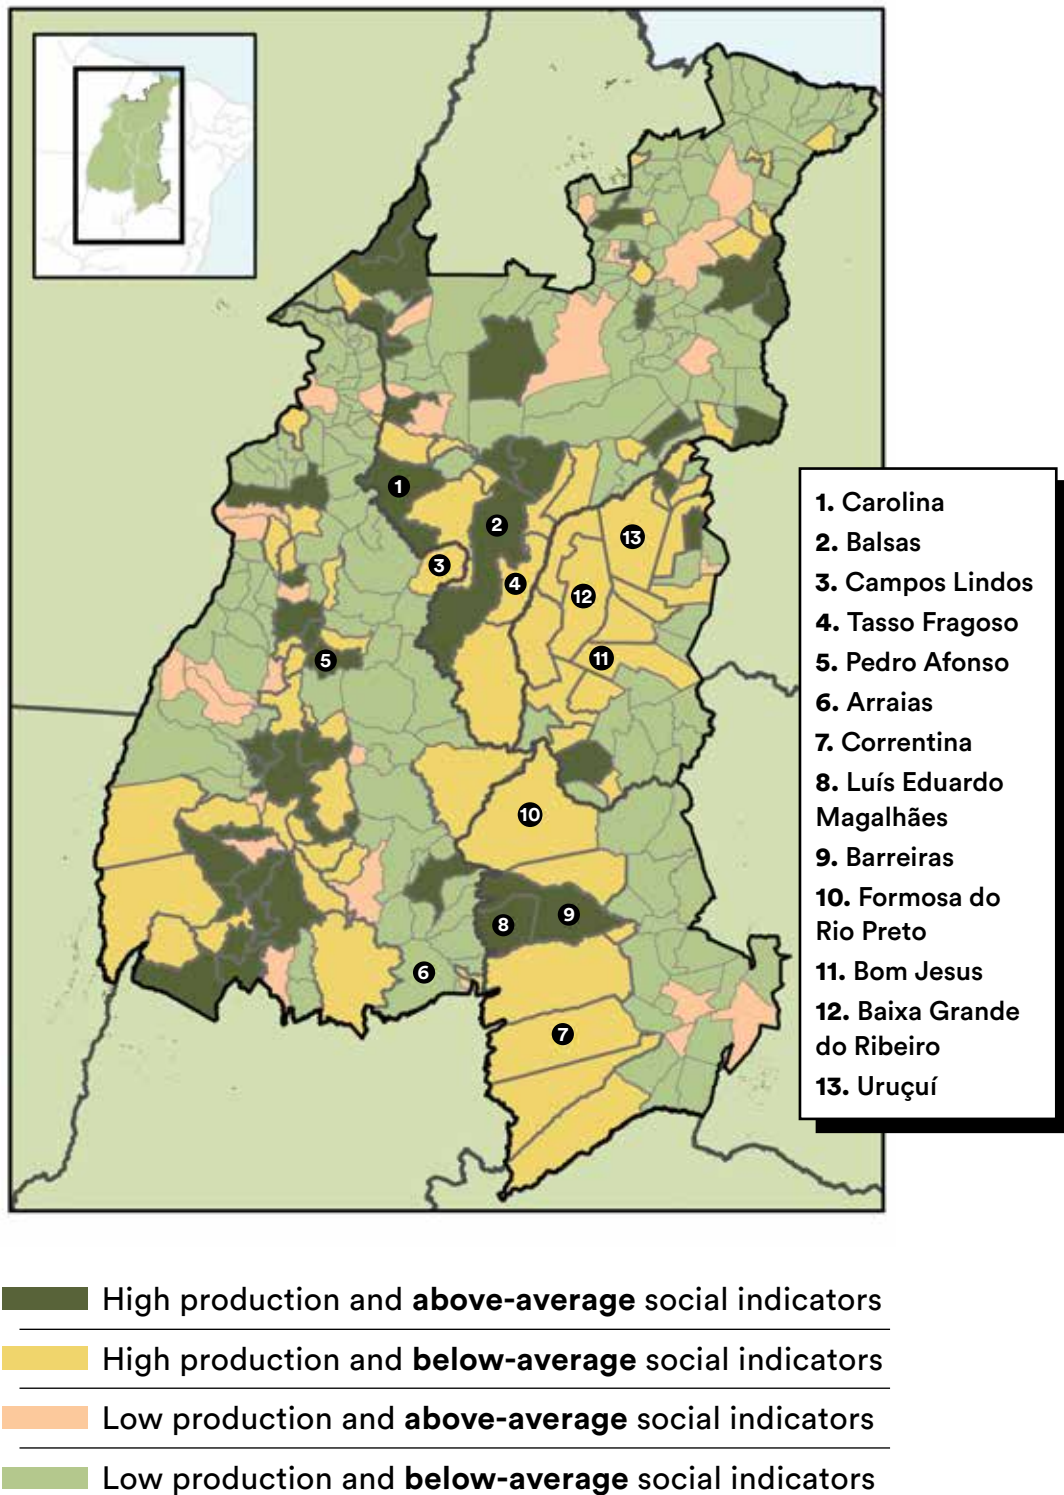 1
2
3
4
13
12
11
5
10
8
9
6
7
1. Carolina
2. Balsas
3. Campos Lindos
4. Tasso Fragoso
5. Pedro Afonso
6. Arraias
7. Correntina
8. Luís Eduardo
Magalhães
9. Barreiras
10. Formosa do
Rio Preto
11. Bom Jesus
12. Baixa Grande
do Ribeiro
13. Uruçuí
High production and above-average social indicators
High production and below-average social indicators
Low production and above-average social indicators
Low production and below-average social indicators